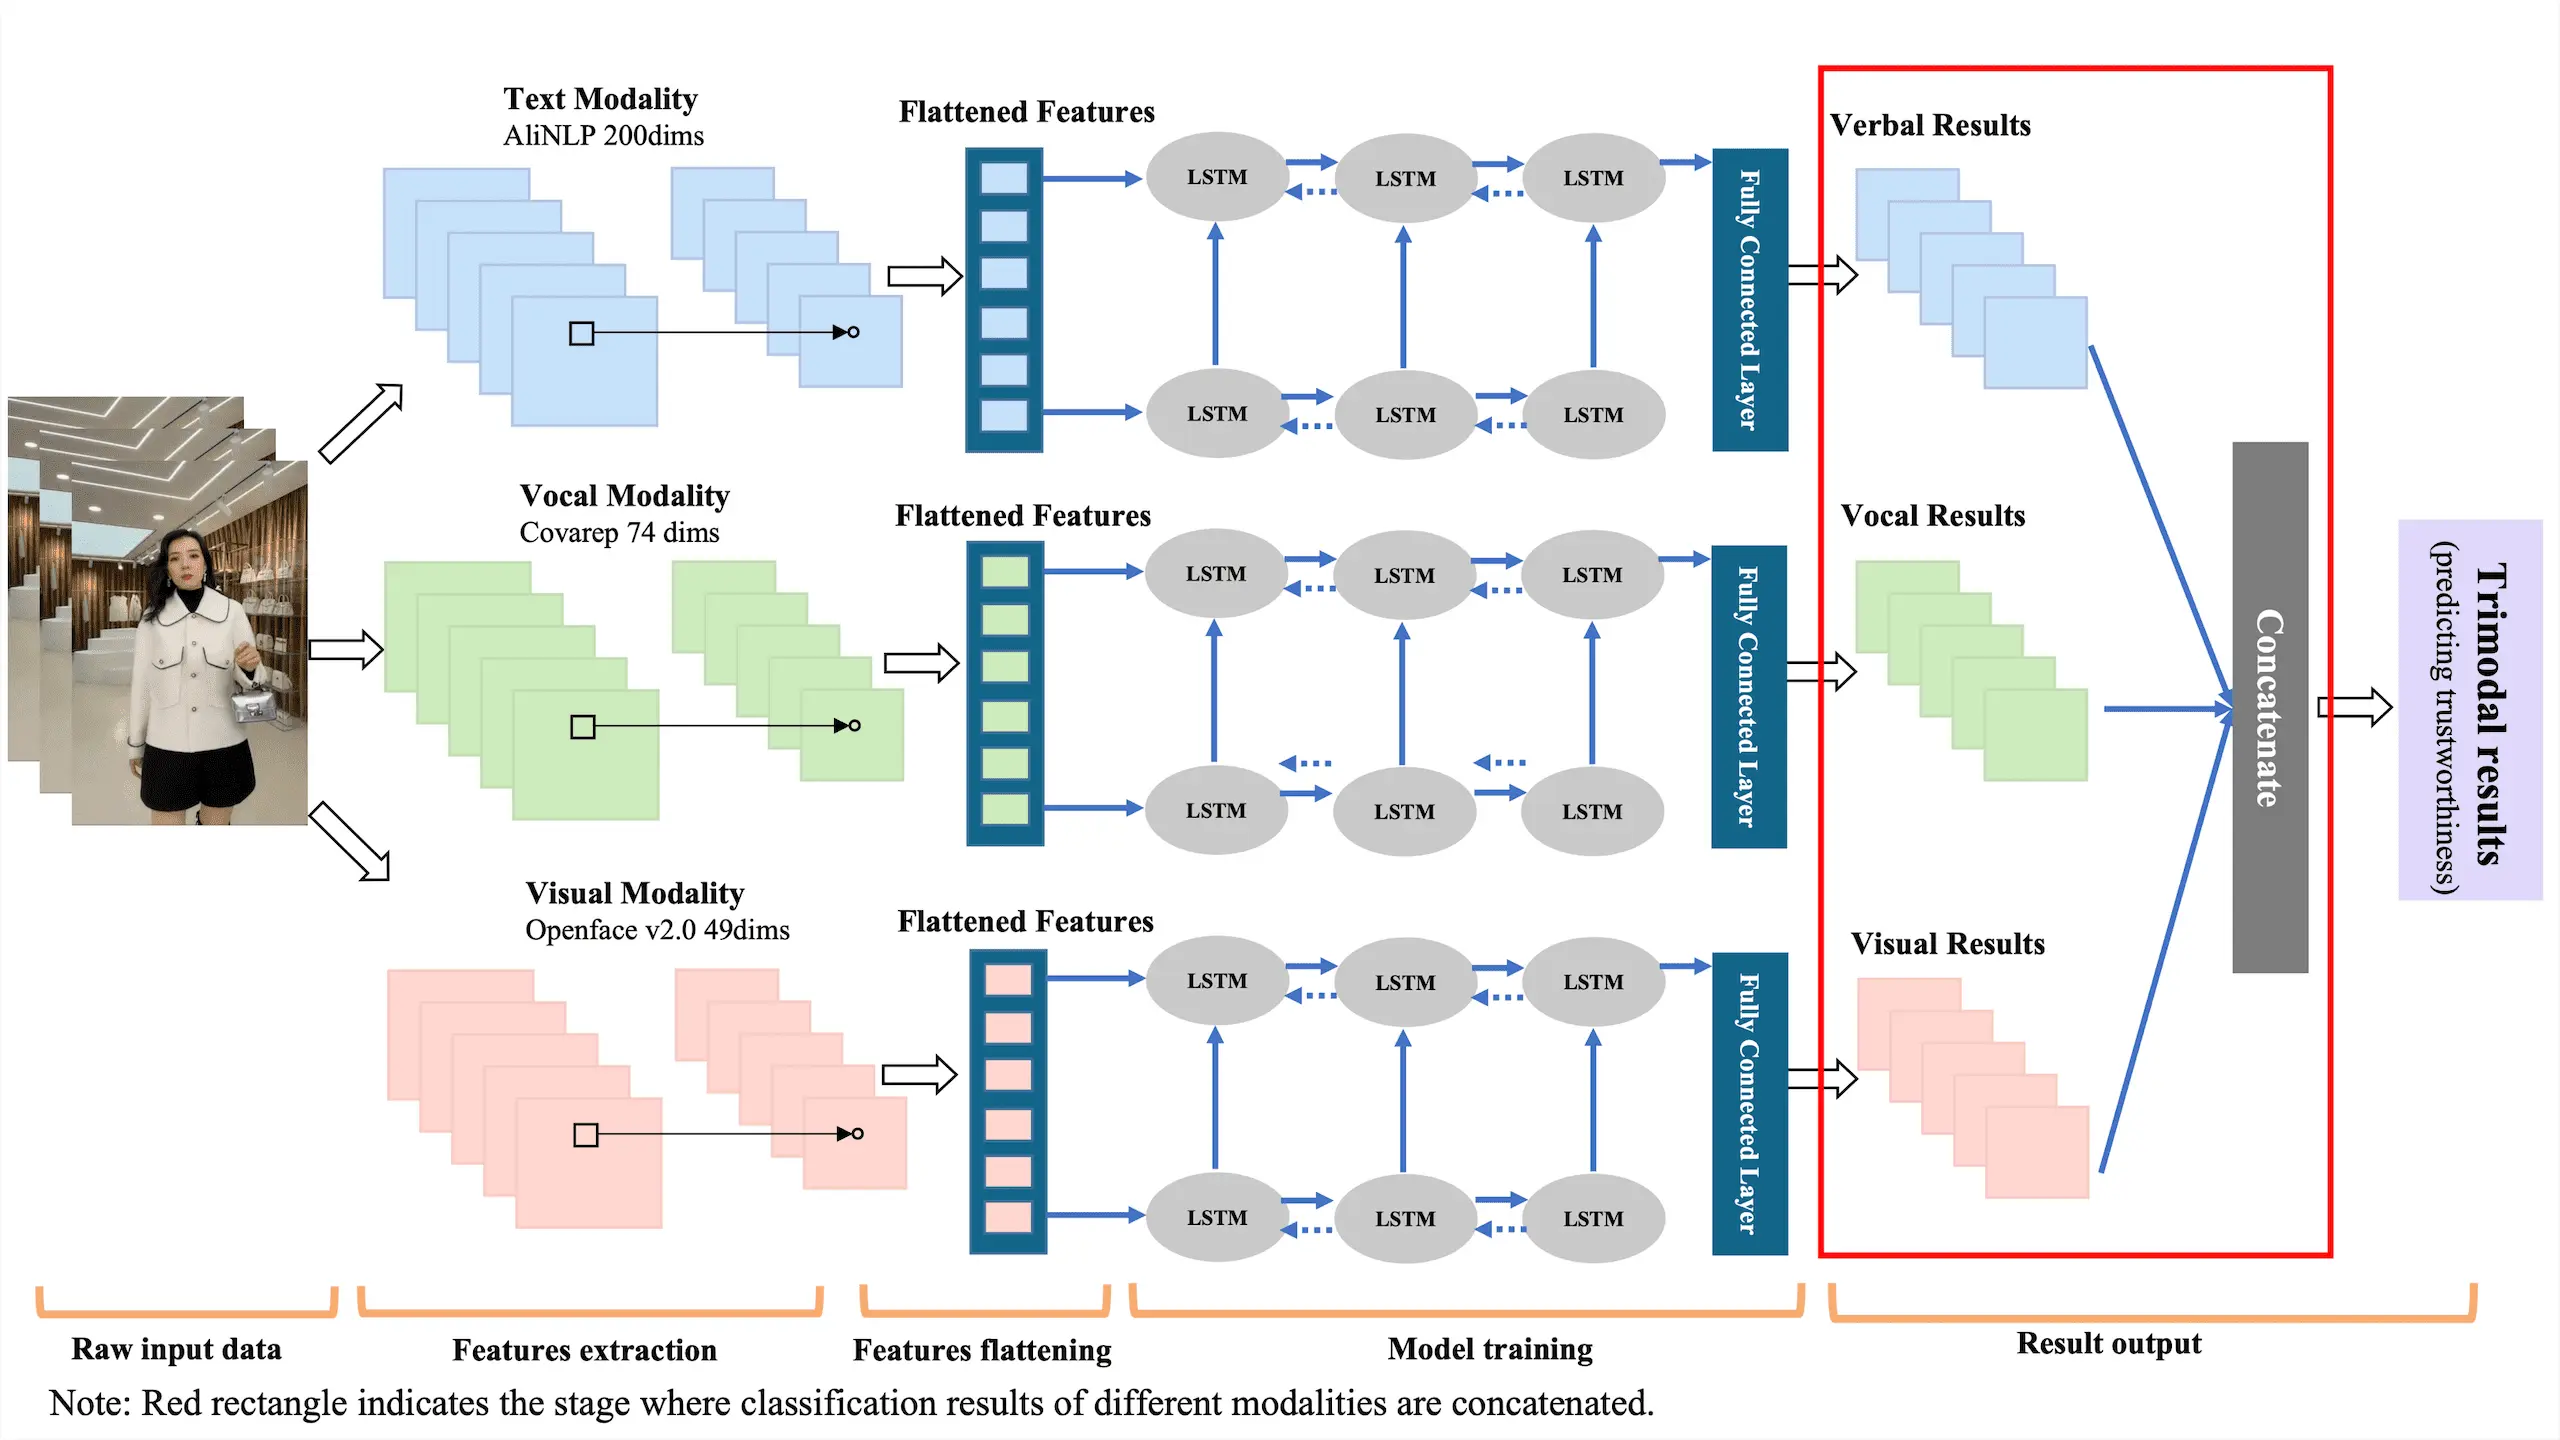 Text Modality
AliNLP 200dims
Flattened Features
LSTM
LSTM
LSTM
LSTM
LSTM
LSTM
Fully Connected Layer
Verbal Results
Vocal Modality
Covarep 74 dims
Flattened Features
LSTM
LSTM
LSTM
LSTM
LSTM
LSTM
Fully Connected Layer
Vocal Results
Visual Modality
Openface v2.0 49dims
Flattened Features
LSTM
LSTM
LSTM
LSTM
LSTM
LSTM
Fully Connected Layer
Visual Results
Concatenate
Trimodal results
(predicting trustworthiness)
Raw input data
Features extraction
Features flattening
Model training
Result output
Note: Red rectangle indicates the stage where classification results of different modalities are concatenated.